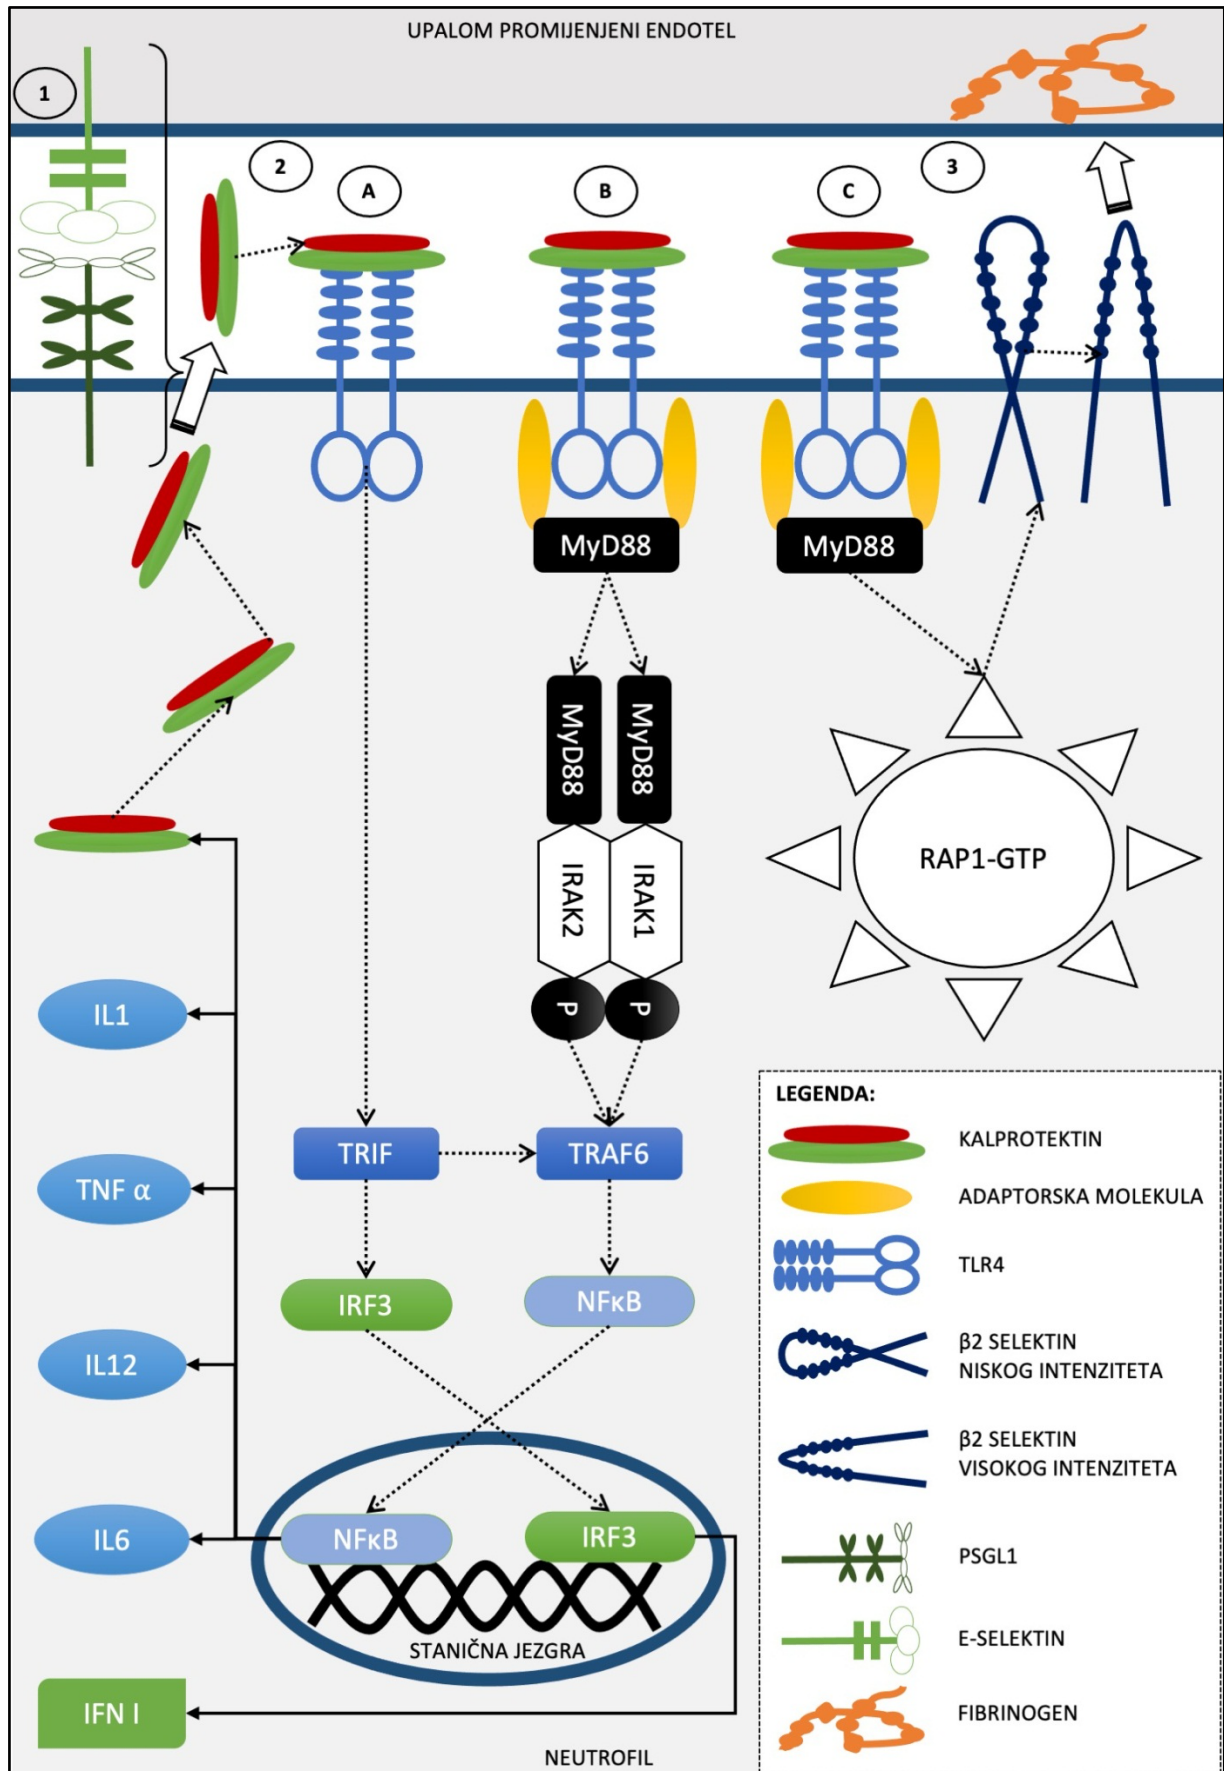 UPALOM PROMIJENJENI ENDOTEL
1
2
A
B
C
3
MyD88
MyD88
MyD88
MyD88
IRAK2
IRAK1
P
P
RAP1-GTP
IL1
TNF α
IL12
IL6
IFN I
TRIF
TRAF6
IRF3
NFκB
NFκB
IRF3
STANIČNA JEZGRA
NEUTROFIL
LEGENDA:
KALPROTEKTIN
ADAPTORSKA MOLEKULA
TLR4
β2 SELEKTIN
NISKOG INTENZITETA
β2 SELEKTIN
VISOKOG INTENZITETA
PSGL1
E-SELEKTIN
FIBRINOGEN